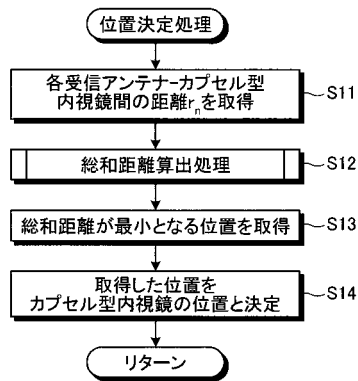 位置決定処理
各受信アンテナーカプセル型
内視鏡間の距離rnを取得
S11
総和距離算出処理
S12
総和距離が最小となる位置を取得
S13
取得した位置を
カプセル型内視鏡の位置と決定
S14
リターン